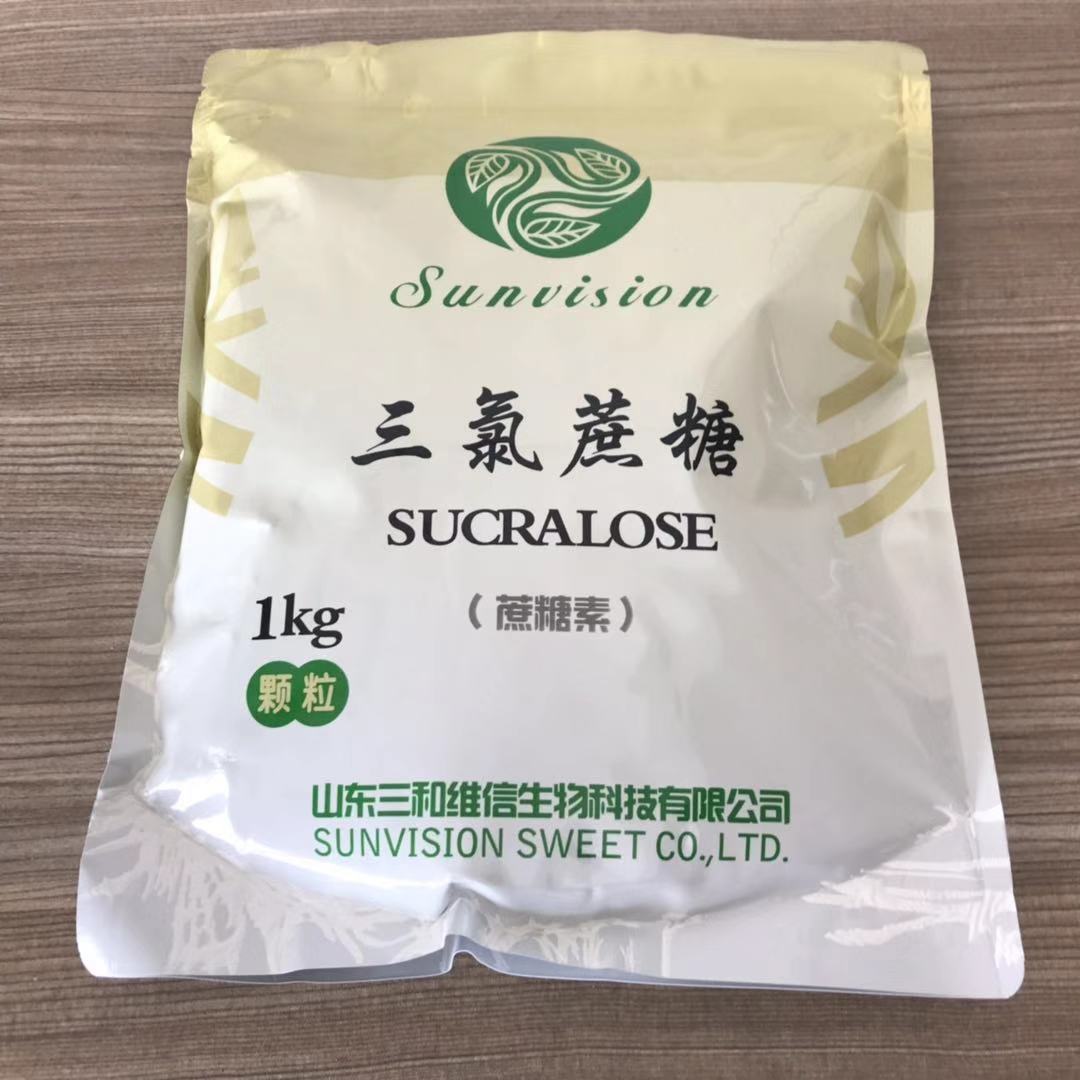 Sunvision
三氯蔗糖
SUCRALOSE
（蔗糖素）
1kg
颗粒
山东三和维信生物科技有限公司
SUNVISION SWEET CO.,LTD.